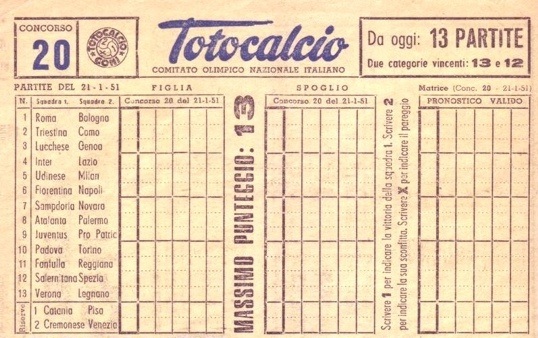 CONCORSO
20
TOTOCALCIO CONI
Totocalcio
COMITATO OLIMPICO NAZIONALE ITALIANO
Da oggi: 13 PARTITE
Due categorie vincenti: 13 e 12
PARTITE DEL 21-1-51
N. Squadra 1. Squadra 2.
1 Roma Bologna
2 Triestina Como
3 Lucchese Genoa
4 Inter Lazio
5 Udinese Milan
6 Fiorentina Napoli
7 Sampdoria Novara
8 Atalanta Palermo
9 Juventus Pro Patric
10 Padova Torino
11 Fanfulla Reggiana
12 Salernitana Spezia
13 Verona Legnano
Riserve
1 Catania Pisa
2 Cremonese Venezia
FIGLIA
Concorso 20 del 21-1-51
MASSIMO PUNTEGGIO: 13
SPOGLIO
Concorso 20 del 21-1-51
Scrivere 1 per indicare la vittoria della squadra 1. Scrivere 2
per indicare la sua sconfitta. Scrivere X per indicare il pareggio
Matrice (Conc. 20 - 21-1-51)
PRONOSTICO VALIDO